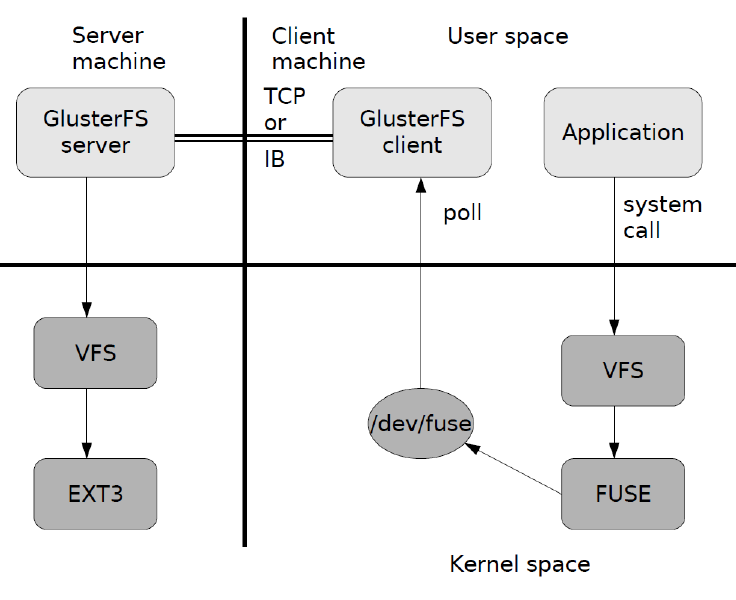 Server
machine
Client
machine
User space
GlusterFS
server
TCP
or
IB
GlusterFS
client
Application
poll
system
call
VFS
VFS
/dev/fuse
EXT3
FUSE
Kernel space